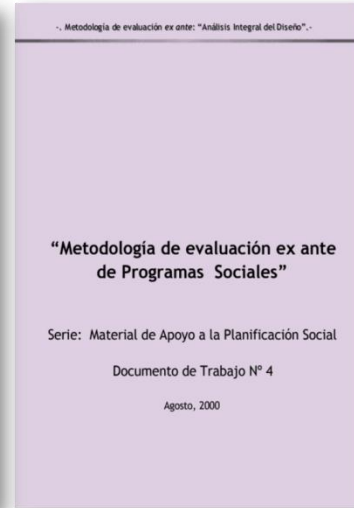 -. Metodología de evaluación ex ante: "Análisis Integral del Diseño".-
"Metodología de evaluación ex ante
de Programas Sociales"
Serie: Material de Apoyo a la Planificación Social
Documento de Trabajo Nº 4
Agosto, 2000